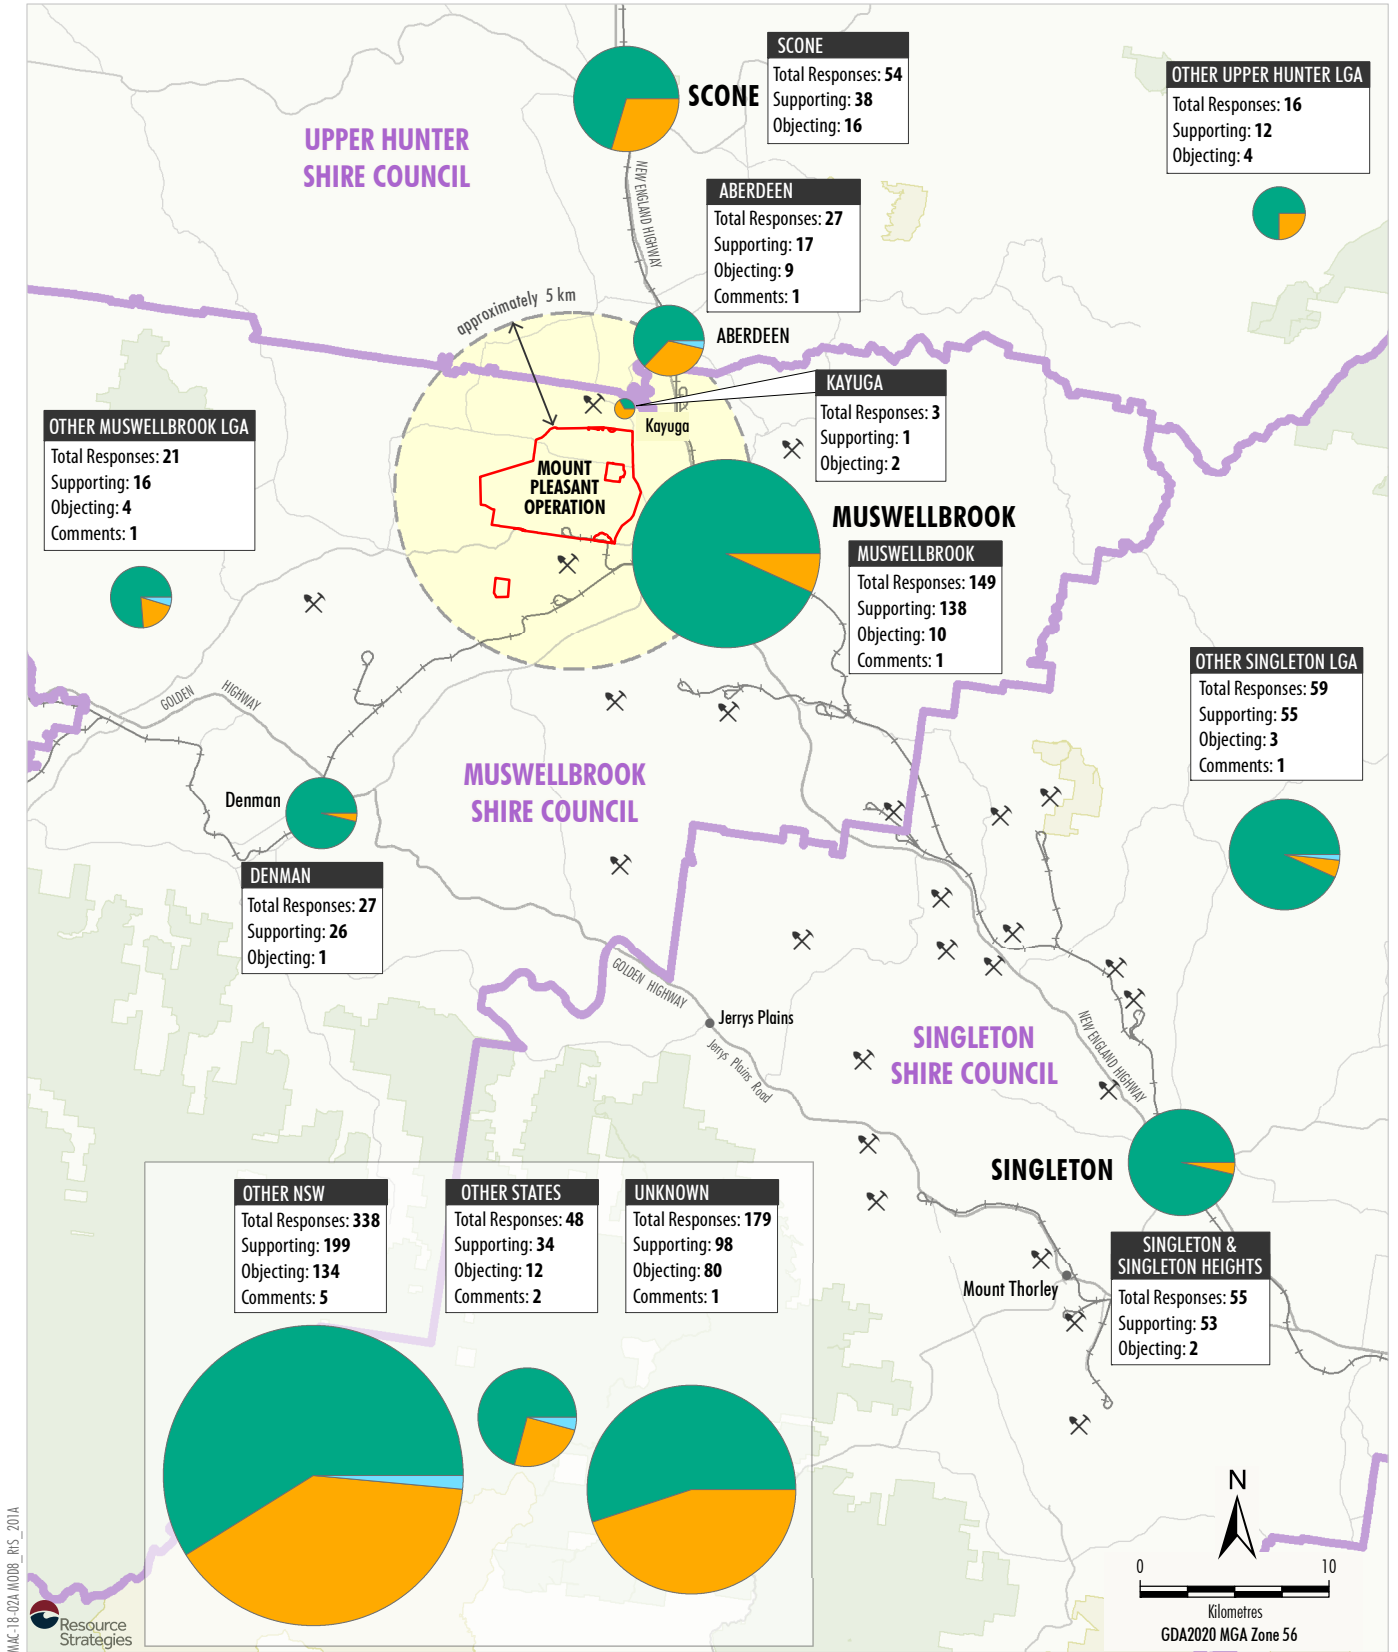 SCONE
Total Responses: 54
Supporting: 38
Objecting: 16
SCONE
OTHER UPPER HUNTER LGA
Total Responses: 16
Supporting: 12
Objecting: 4
UPPER HUNTER
SHIRE COUNCIL
NEW ENGLAND HIGHWAY
ABERDEEN
Total Responses: 27
Supporting: 17
Objecting: 9
Comments: 1
approximately 5 km
ABERDEEN
KAYUGA
Total Responses: 3
Supporting: 1
Objecting: 2
Kayuga
OTHER MUSWELLBROOK LGA
Total Responses: 21
Supporting: 16
Objecting: 4
Comments: 1
MOUNT
PLEASANT
OPERATION
MUSWELLBROOK
MUSWELLBROOK
Total Responses: 149
Supporting: 138
Objecting: 10
Comments: 1
OTHER SINGLETON LGA
Total Responses: 59
Supporting: 55
Objecting: 3
Comments: 1
GOLDEN HIGHWAY
MUSWELLBROOK
SHIRE COUNCIL
Denman
DENMAN
Total Responses: 27
Supporting: 26
Objecting: 1
GOLDEN HIGHWAY
Jerrys Plains
Jerrys Plains Road
SINGLETON
SHIRE COUNCIL
NEW ENGLAND HIGHWAY
SINGLETON
SINGLETON &
SINGLETON HEIGHTS
Total Responses: 55
Supporting: 53
Objecting: 2
Mount Thorley
OTHER NSW
Total Responses: 338
Supporting: 199
Objecting: 134
Comments: 5
OTHER STATES
Total Responses: 48
Supporting: 34
Objecting: 12
Comments: 2
UNKNOWN
Total Responses: 179
Supporting: 98
Objecting: 80
Comments: 1
N
0 10
Kilometres
GDA2020 MGA Zone 56
MAC-18-02A MOD8_RtS_201A
Resource
Strategies